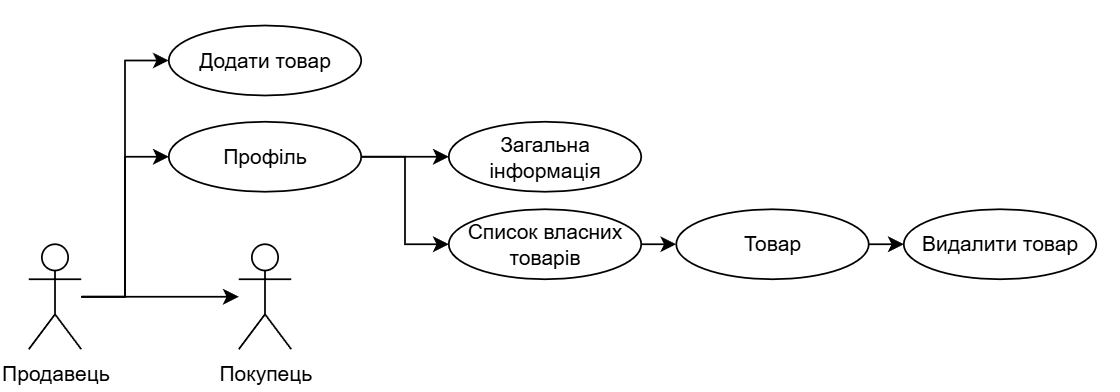 Додати товар
Профіль
Загальна
інформація
Список власних
товарів
Товар
Видалити товар
Продавець
Покупець